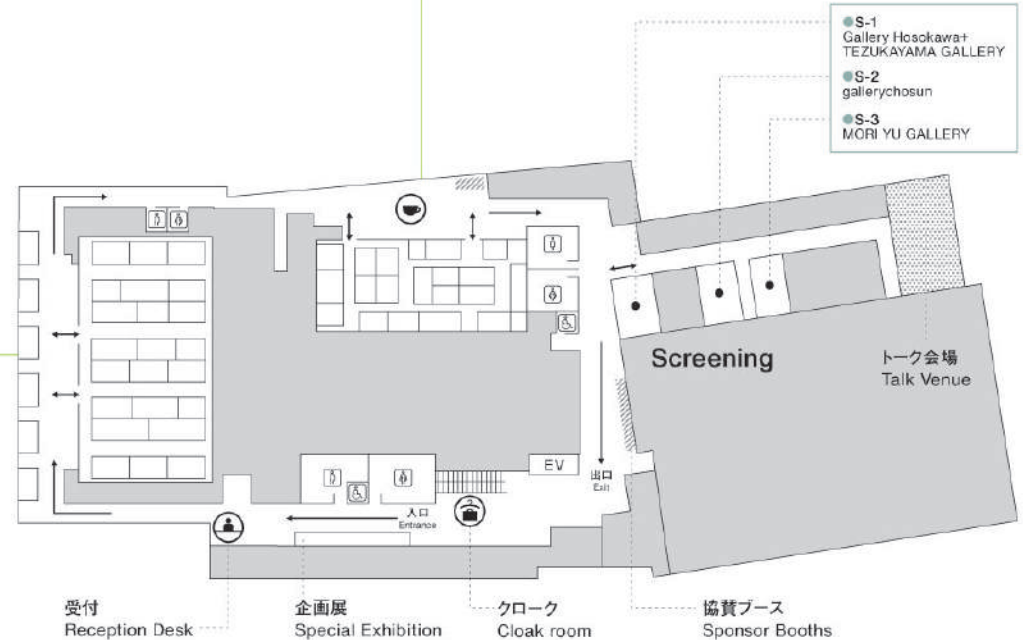 S-1
Gallery Hosokawa+
TEZUKAYAMA GALLERY
S-2
gallerychosun
S-3
MORI YU GALLERY
Screening
トーク会場
Talk Venue
EV
出口
Exit
入口
Entrance
受付
Reception Desk
企画展
Special Exhibition
クローク
Cloak room
協賛ブース
Sponsor Booths